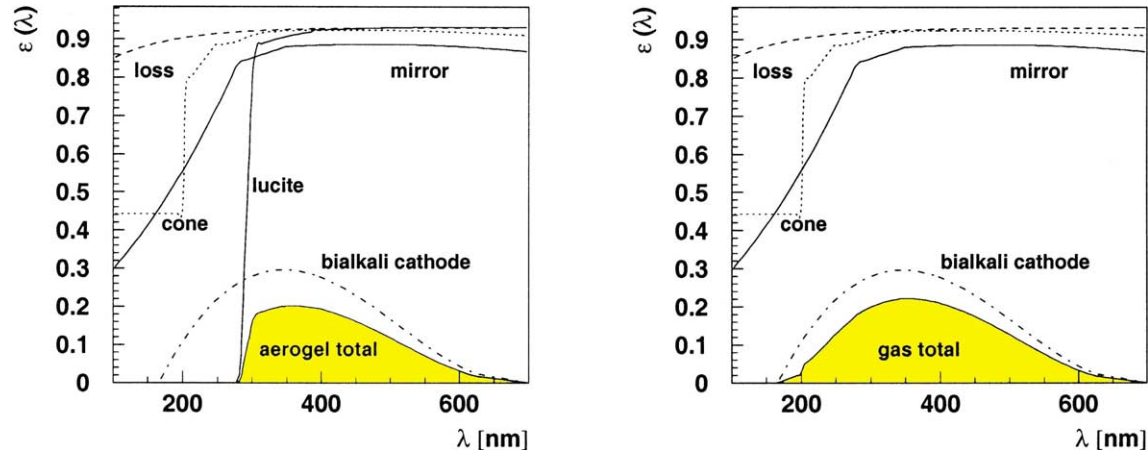 ε (λ)
0.9
0.8
0.7
0.6
0.5
0.4
0.3
0.2
0.1
0
loss
mirror
lucite
cone
bialkali cathode
aerogel total
200
400
600
λ [nm]
ε (λ)
0.9
0.8
0.7
0.6
0.5
0.4
0.3
0.2
0.1
0
loss
mirror
cone
bialkali cathode
gas total
200
400
600
λ [nm]